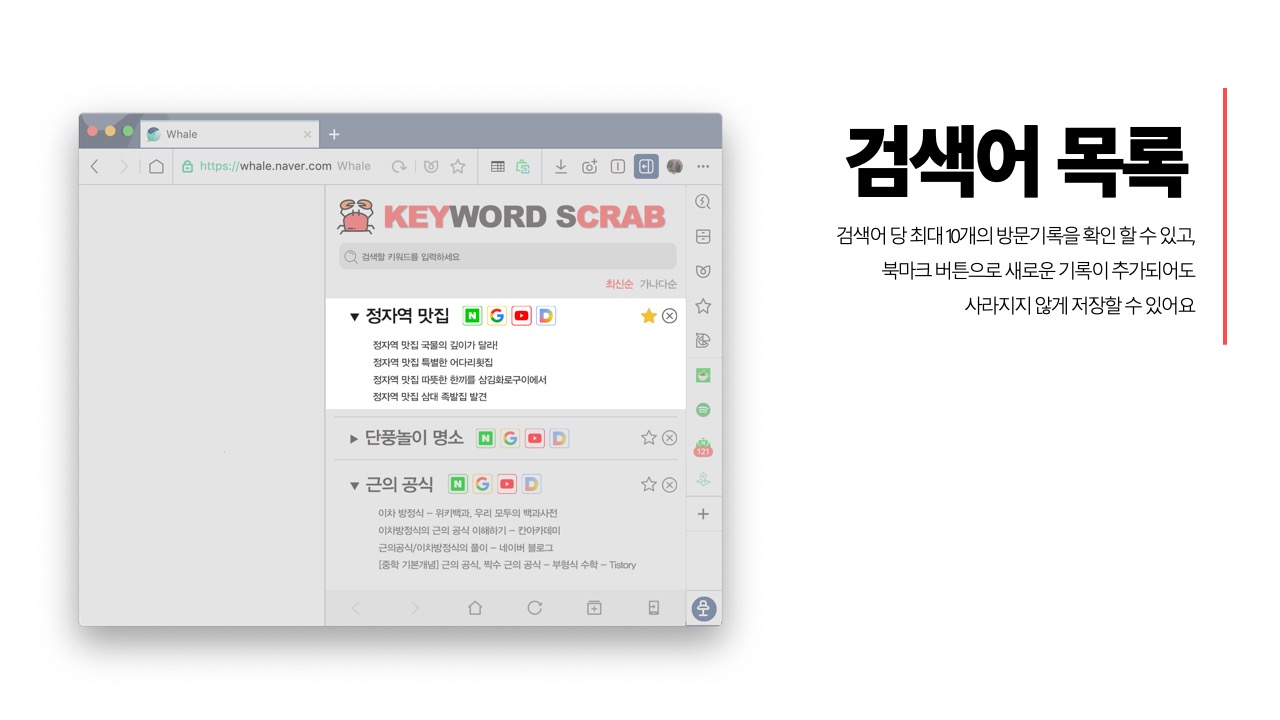 Whale
https://whale.naver.com Whale
KEYWORD SCRAB
검색할 키워드를 입력하세요
최신순 가나다순
정자역 맛집
정자역 맛집 국물의 깊이가 달라!
정자역 맛집 특별한 어다리횟집
정자역 맛집 따뜻한 한끼를 삼김화로구이에서
정자역 맛집 삼대 족발집 발견
단풍놀이 명소
근의 공식
이차 방정식 – 위키백과, 우리 모두의 백과사전
이차방정식의 근의 공식 이해하기 – 칸아카데미
근의공식/이차방정식의 풀이 – 네이버 블로그
[중학 기본개념] 근의 공식, 짝수 근의 공식 – 부형식 수학 – Tistory
121
검색어 목록
검색어 당 최대 10개의 방문기록을 확인 할 수 있고,
북마크 버튼으로 새로운 기록이 추가되어도
사라지지 않게 저장할 수 있어요